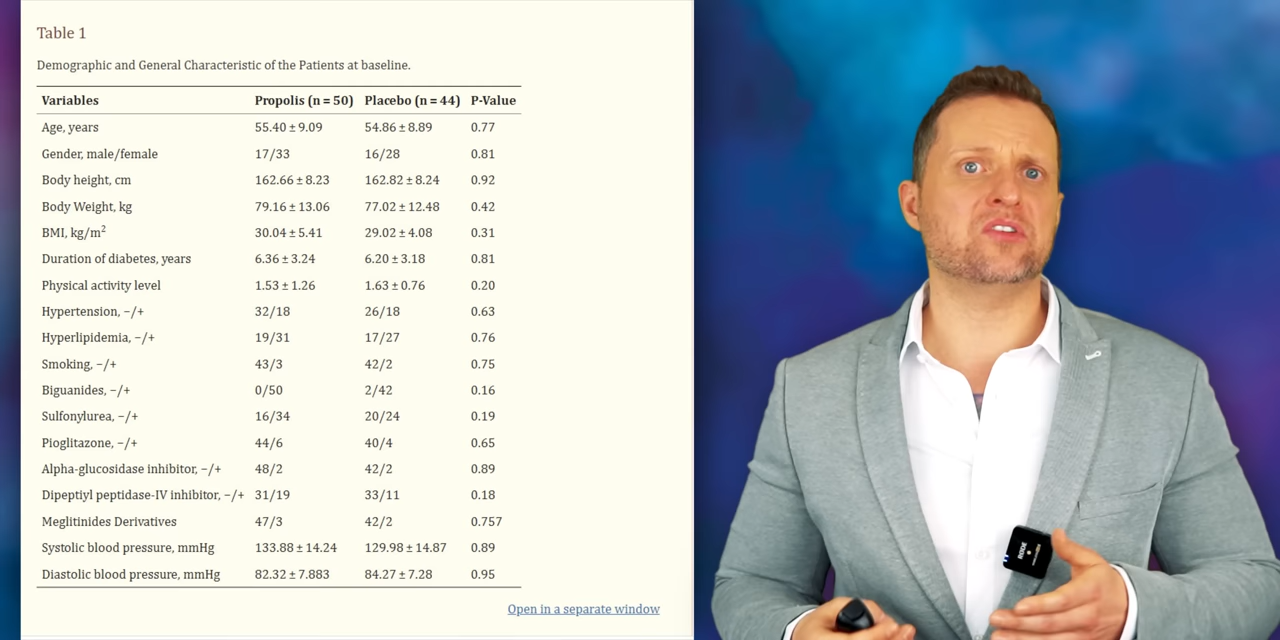 Table 1
Demographic and General Characteristic of the Patients at baseline.
Variables Propolis (n = 50) Placebo (n = 44) P-Value
Age, years 55.40 ± 9.09 54.86 ± 8.89 0.77
Gender, male/female 17/33 16/28 0.81
Body height, cm 162.66 ± 8.23 162.82 ± 8.24 0.92
Body Weight, kg 79.16 ± 13.06 77.02 ± 12.48 0.42
BMI, kg/m² 30.04 ± 5.41 29.02 ± 4.08 0.31
Duration of diabetes, years 6.36 ± 3.24 6.20 ± 3.18 0.81
Physical activity level 1.53 ± 1.26 1.63 ± 0.76 0.20
Hypertension, −/+ 32/18 26/18 0.63
Hyperlipidemia, −/+ 19/31 17/27 0.76
Smoking, −/+ 43/3 42/2 0.75
Biguanides, −/+ 0/50 2/42 0.16
Sulfonylurea, −/+ 16/34 20/24 0.19
Pioglitazone, −/+ 44/6 40/4 0.65
Alpha-glucosidase inhibitor, −/+ 48/2 42/2 0.89
Dipeptiyl peptidase-IV inhibitor, −/+ 31/19 33/11 0.18
Meglitinides Derivatives 47/3 42/2 0.757
Systolic blood pressure, mmHg 133.88 ± 14.24 129.98 ± 14.87 0.89
Diastolic blood pressure, mmHg 82.32 ± 7.883 84.27 ± 7.28 0.95
Open in a separate window
RØDE